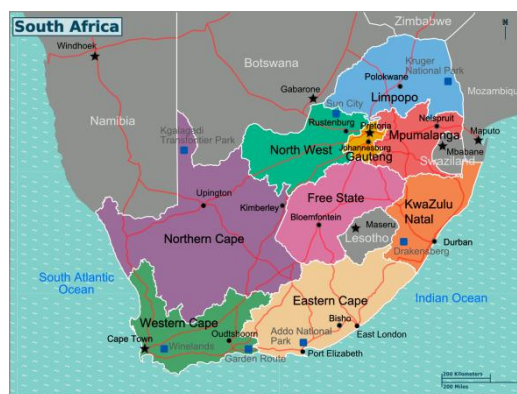 South Africa
Zimbabwe
N
Windhoek
Botswana
Kruger
National Park
Polokwane
Limpopo
Mozambique
Gaborone
Sun City
Namibia
Rustenburg
Pretoria
Nelspruit
Mpumalanga
Maputo
Kgalagadi
Transfontier Park
North West
Johannesburg
Gauteng
Mbabane
Swaziland
Upington
Kimberley
Free State
KwaZulu
Natal
Bloemfontein
Maseru
Lesotho
Northern Cape
Durban
Drakensberg
South Atlantic
Ocean
Indian Ocean
Eastern Cape
Western Cape
Bisho
Oudtshoorn
Addo National
Park
East London
Cape Town
Winelands
Garden Route
Port Elizabeth
200 Kilometers
200 Miles